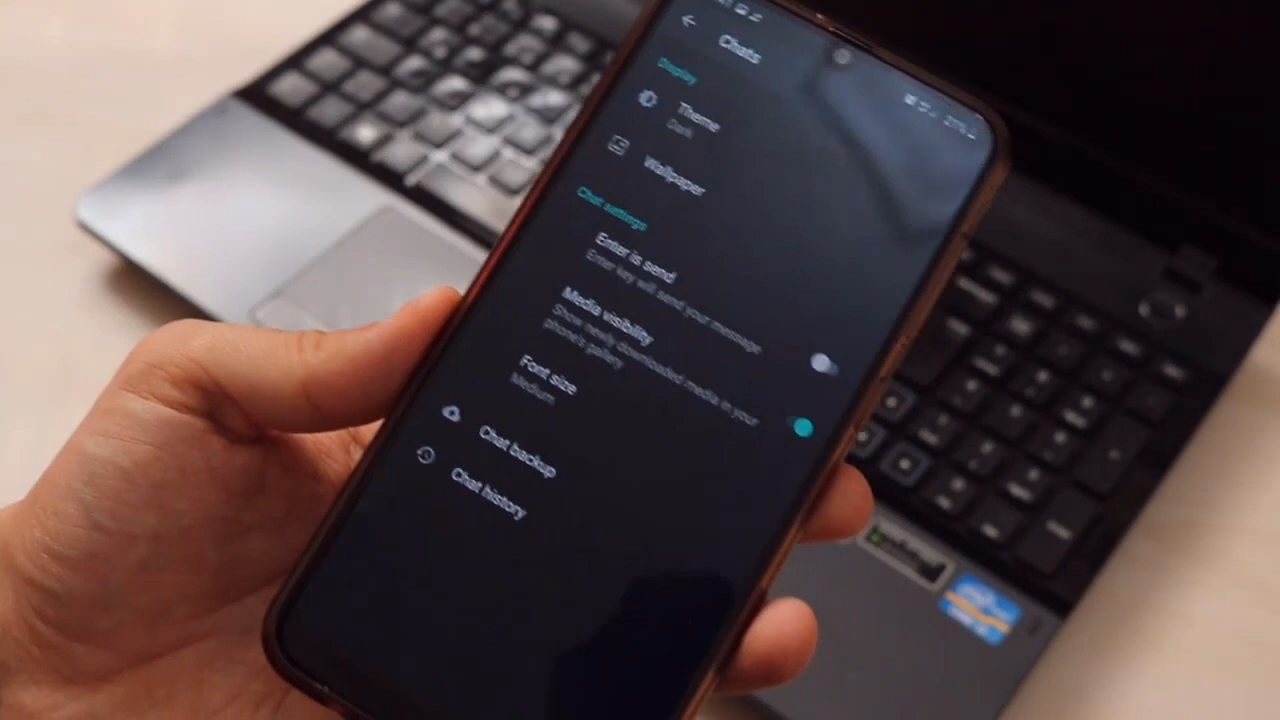 Chats
Display
Theme
Dark
Wallpaper
Chat settings
Enter is send
Enter key will send your message
Media visibility
Show newly downloaded media in your
phone's gallery
Font size
Medium
Chat backup
Chat history